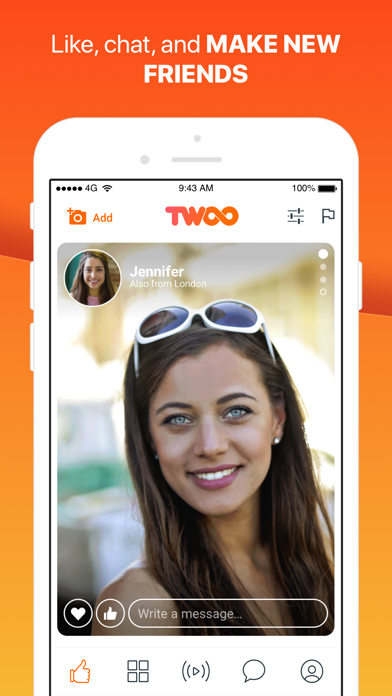 Like, chat, and MAKE NEW
FRIENDS
4G 9:43 AM 100%
Add TWOO
Jennifer
Also from London
Write a message...